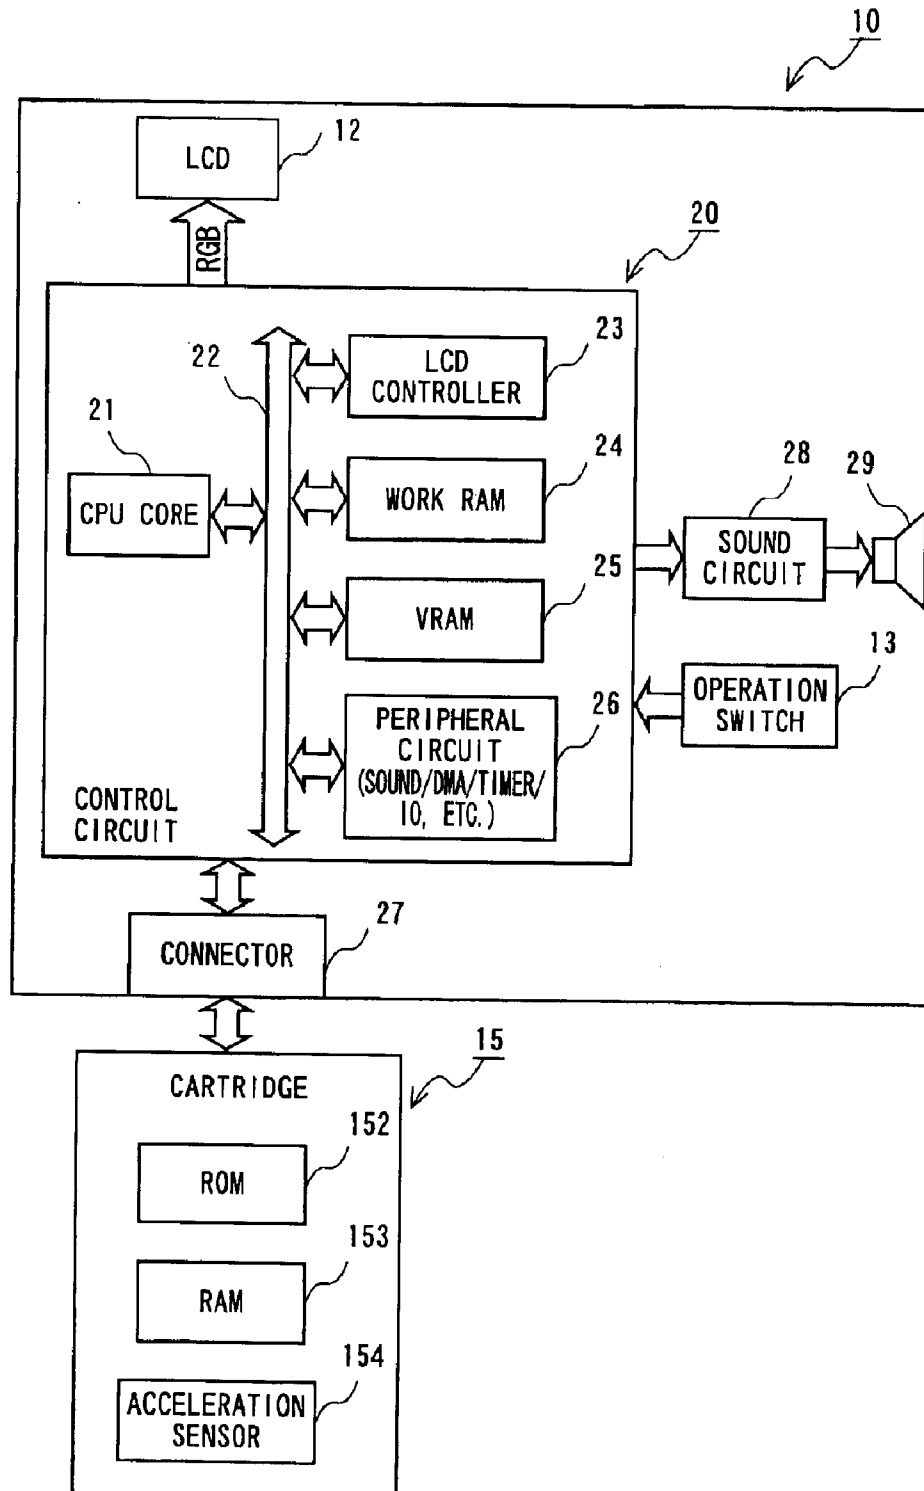 10
LCD
12
RGB
20
22
LCD
CONTROLLER
23
21
CPU CORE
WORK RAM
24
28
29
SOUND
CIRCUIT
VRAM
25
13
OPERATION
SWITCH
PERIPHERAL
CIRCUIT
(SOUND/DMA/TIMER/
IO, ETC.)
26
CONTROL
CIRCUIT
CONNECTOR
27
15
CARTRIDGE
152
ROM
153
RAM
154
ACCELERATION
SENSOR